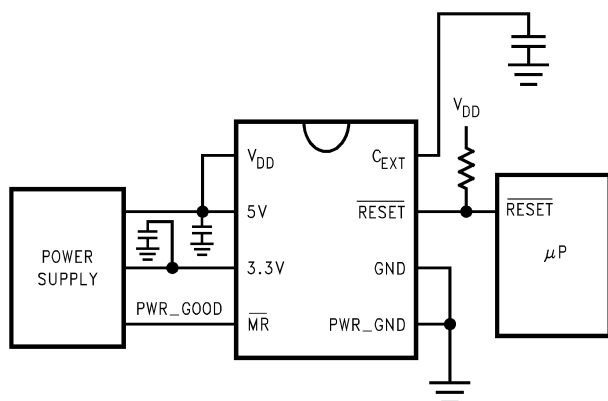 V_DD
V_DD
C_EXT
5V
RESET
RESET
POWER
SUPPLY
μP
3.3V
GND
PWR_GOOD
MR
PWR_GND